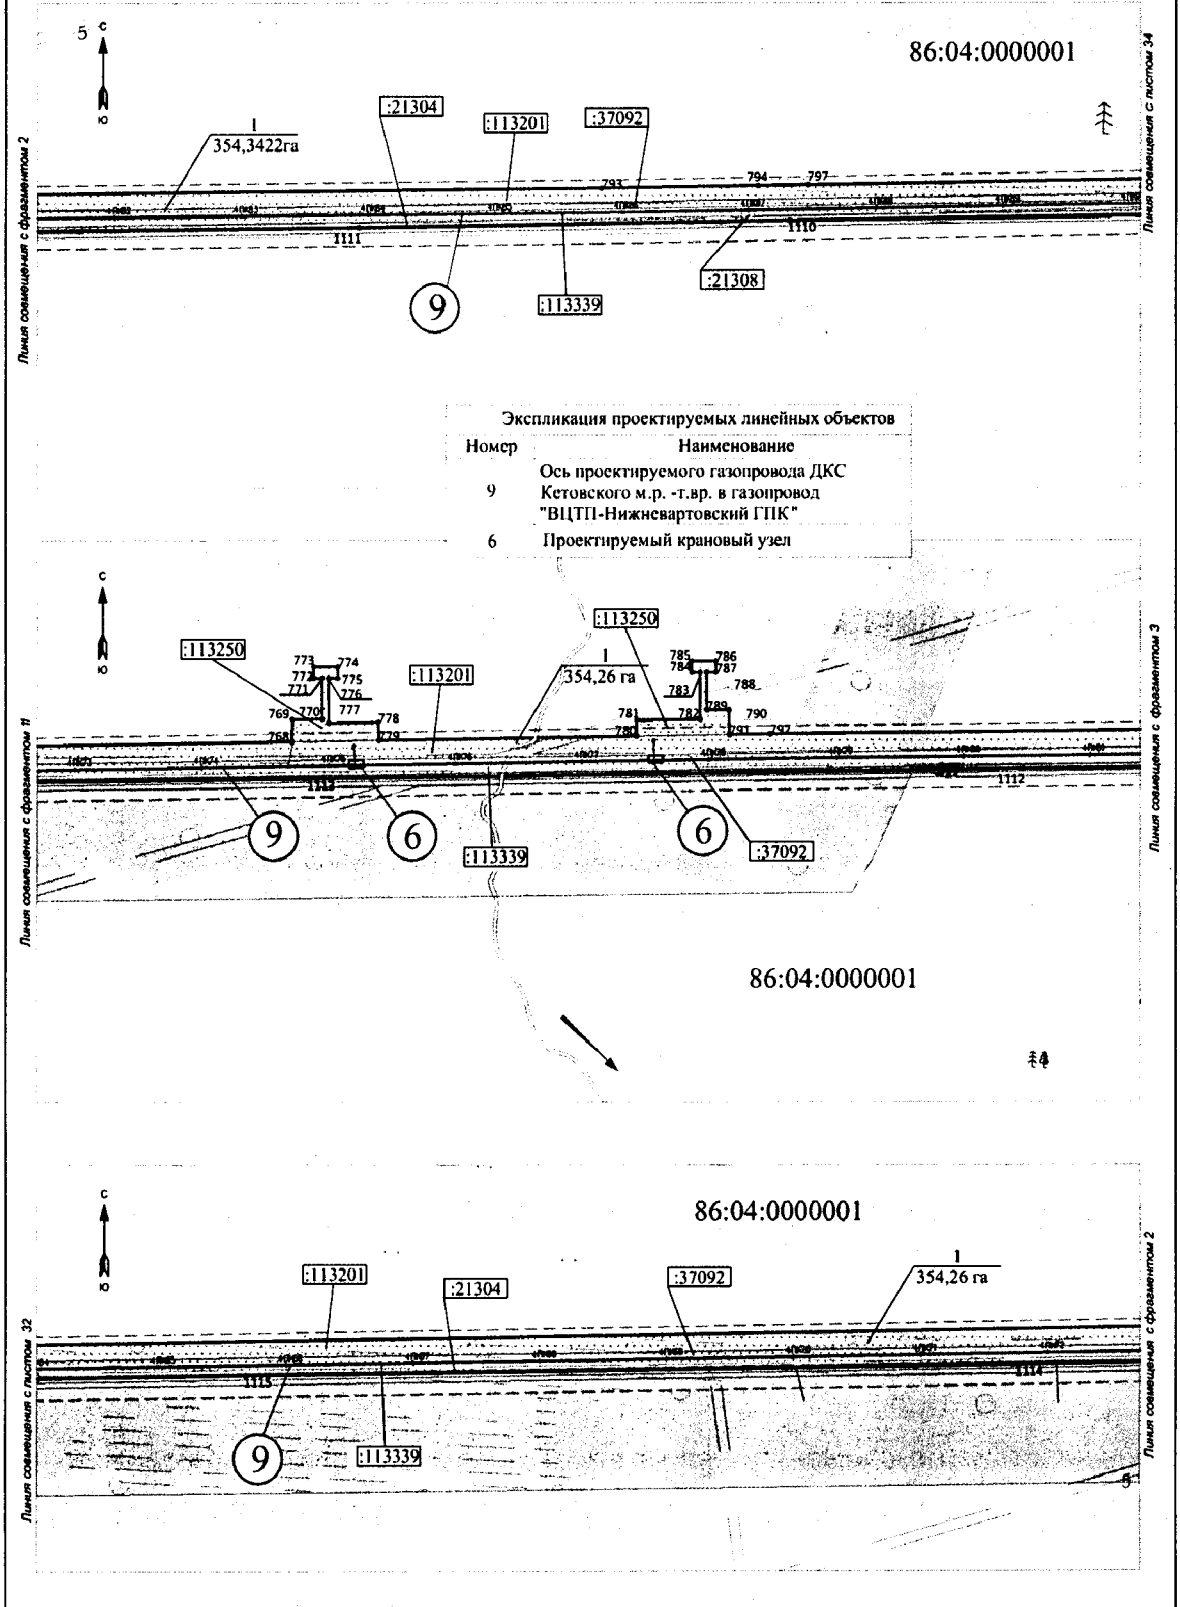 5
С
Ю
86:04:0000001
:21304
:113201
:37092
1
354,3422га
793
794
797
1111
1110
:21308
9
:113339
Линия совмещения с фрагментом 2
Линия совмещения с листом 34
Экспликация проектируемых линейных объектов
Номер
Наименование
9
Ось проектируемого газопровода ДКС
Кетовского м.р. -т.вр. в газопровод
"ВЦТП-Нижневартовский ГПК"
6
Проектируемый крановый узел
С
Ю
:113250
:113250
773
774
772
775
771
776
769
770
777
778
768
779
:113201
1
354,26 га
785
786
784
787
783
788
789
781
782
790
780
791
792
1113
1112
9
6
6
:113339
:37092
Линия совмещения с фрагментом 11
Линия совмещения с фрагментом 3
86:04:0000001
С
Ю
86:04:0000001
:113201
:21304
:37092
1
354,26 га
1115
1114
9
:113339
5
Линия совмещения с листом 32
Линия совмещения с фрагментом 2